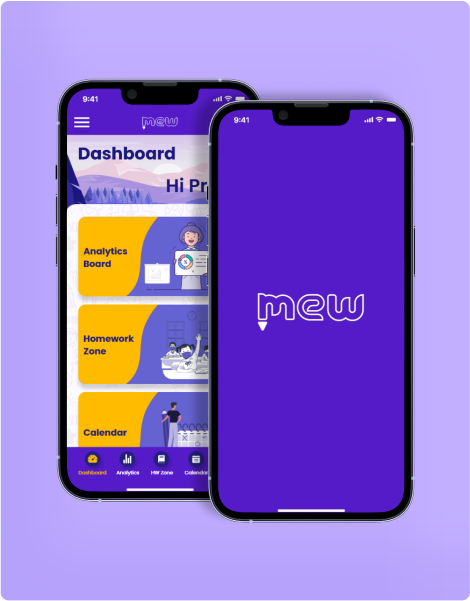 9:41
mew
Dashboard
Hi Pr
Analytics
Board
Homework
Zone
Calendar
Dashboard
Analytics
HW Zone
Calendar
9:41
mew